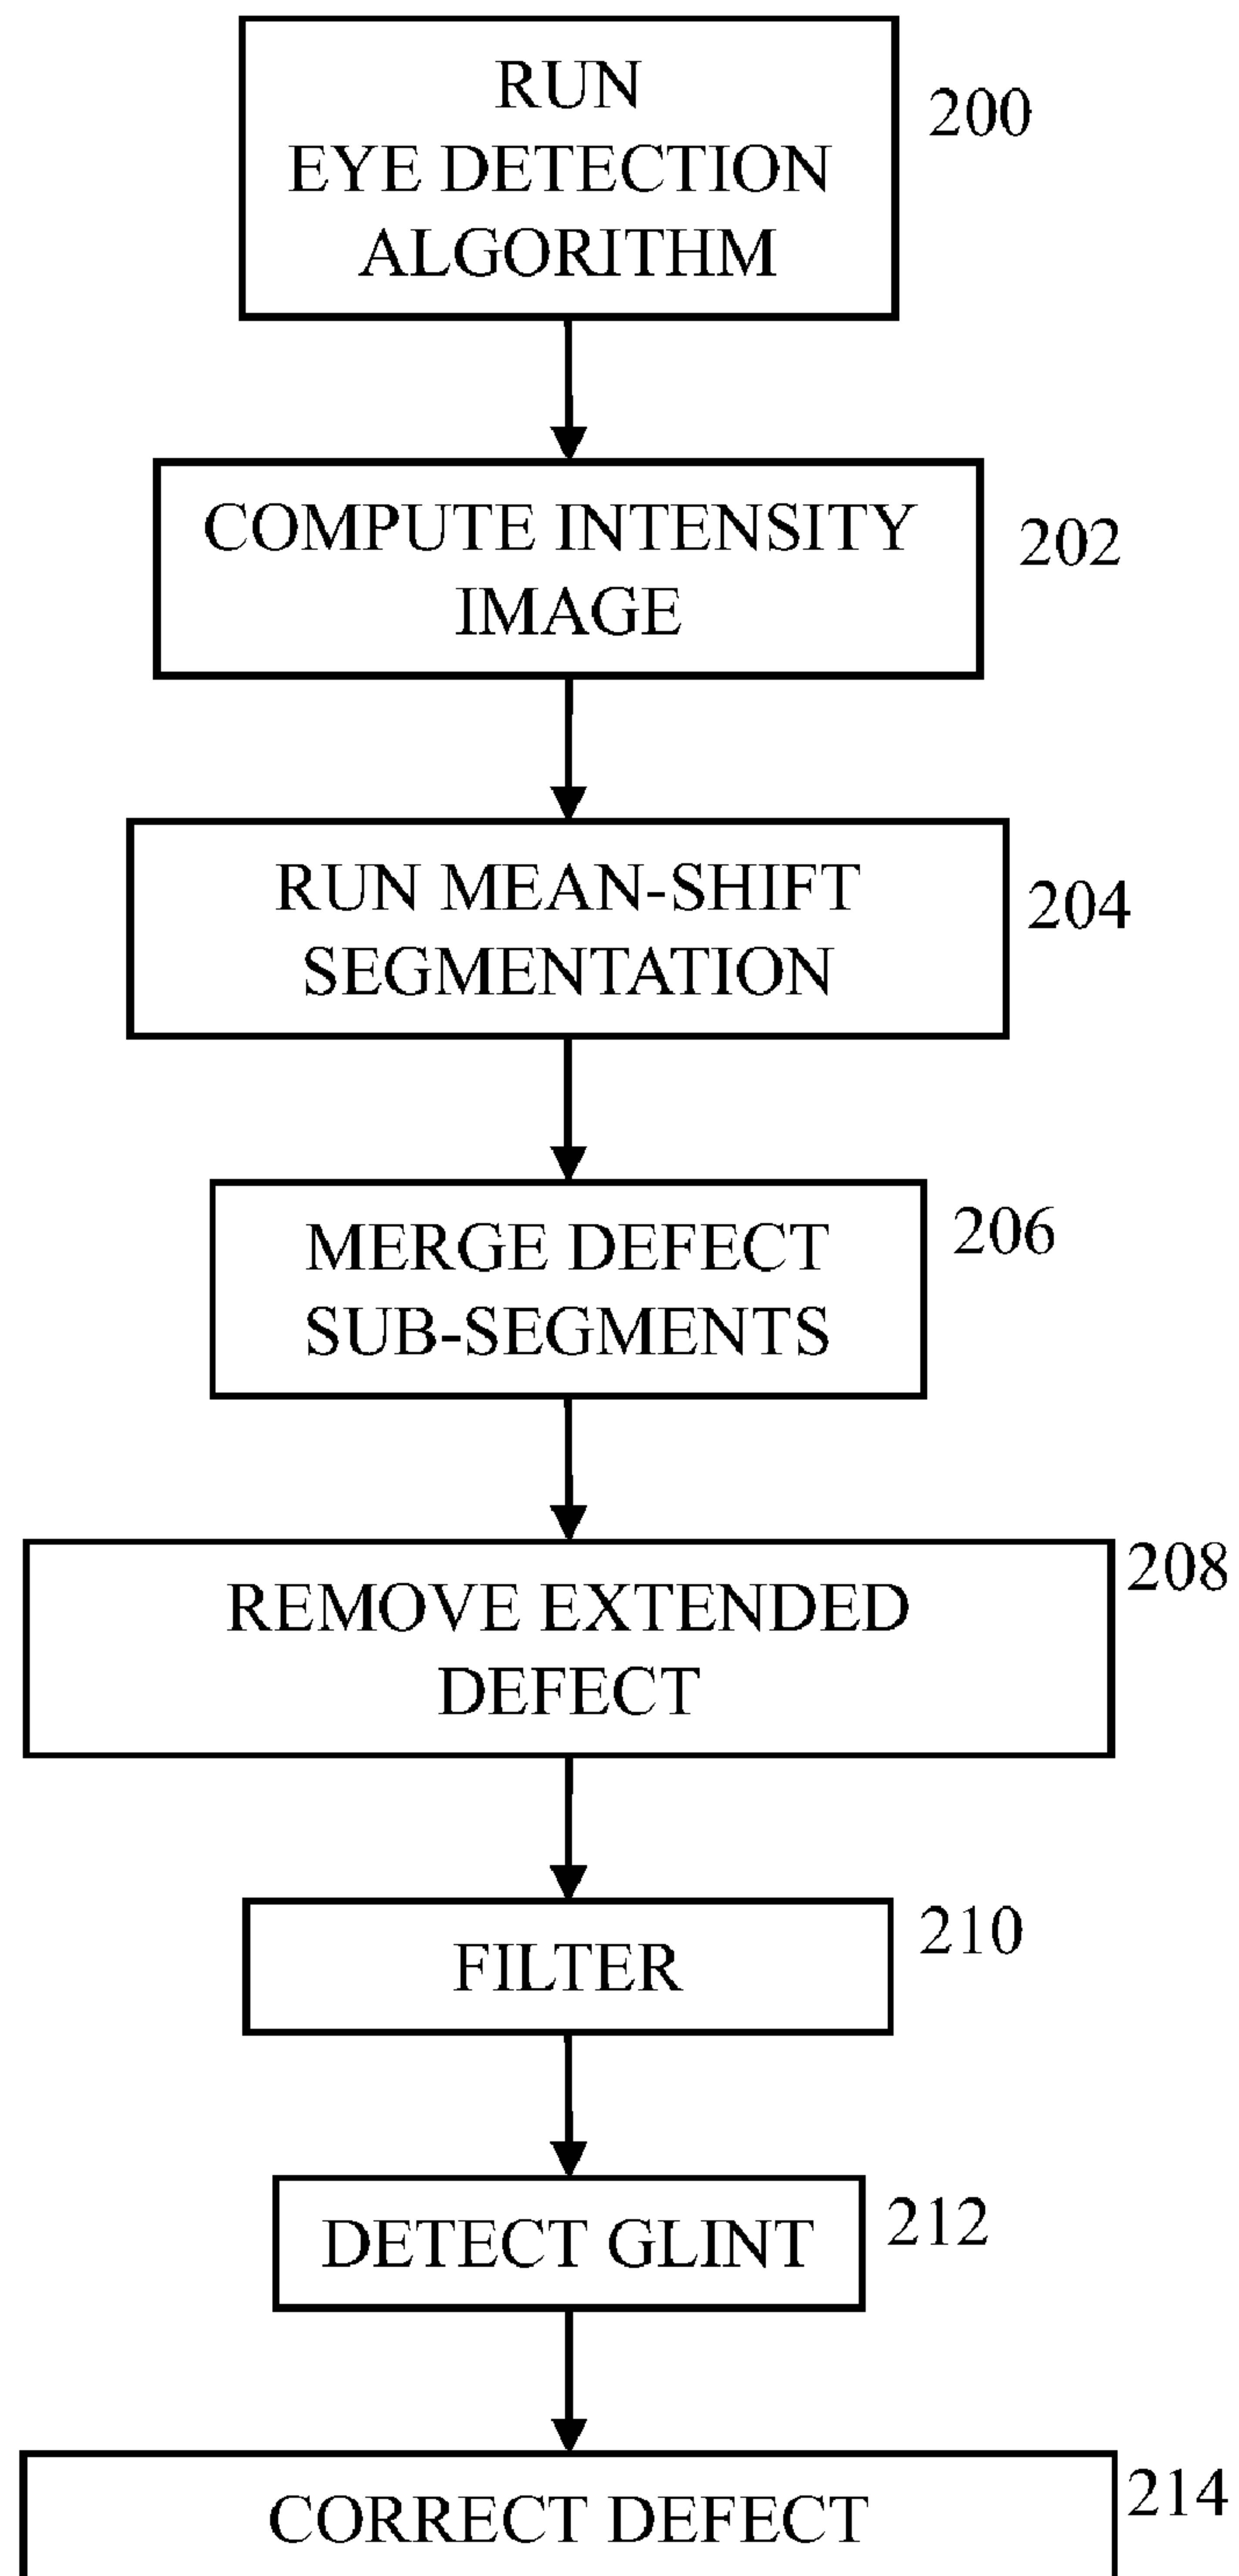 RUN
EYE DETECTION
ALGORITHM
200
COMPUTE INTENSITY
IMAGE
202
RUN MEAN-SHIFT
SEGMENTATION
204
MERGE DEFECT
SUB-SEGMENTS
206
REMOVE EXTENDED
DEFECT
208
FILTER
210
DETECT GLINT
212
CORRECT DEFECT
214